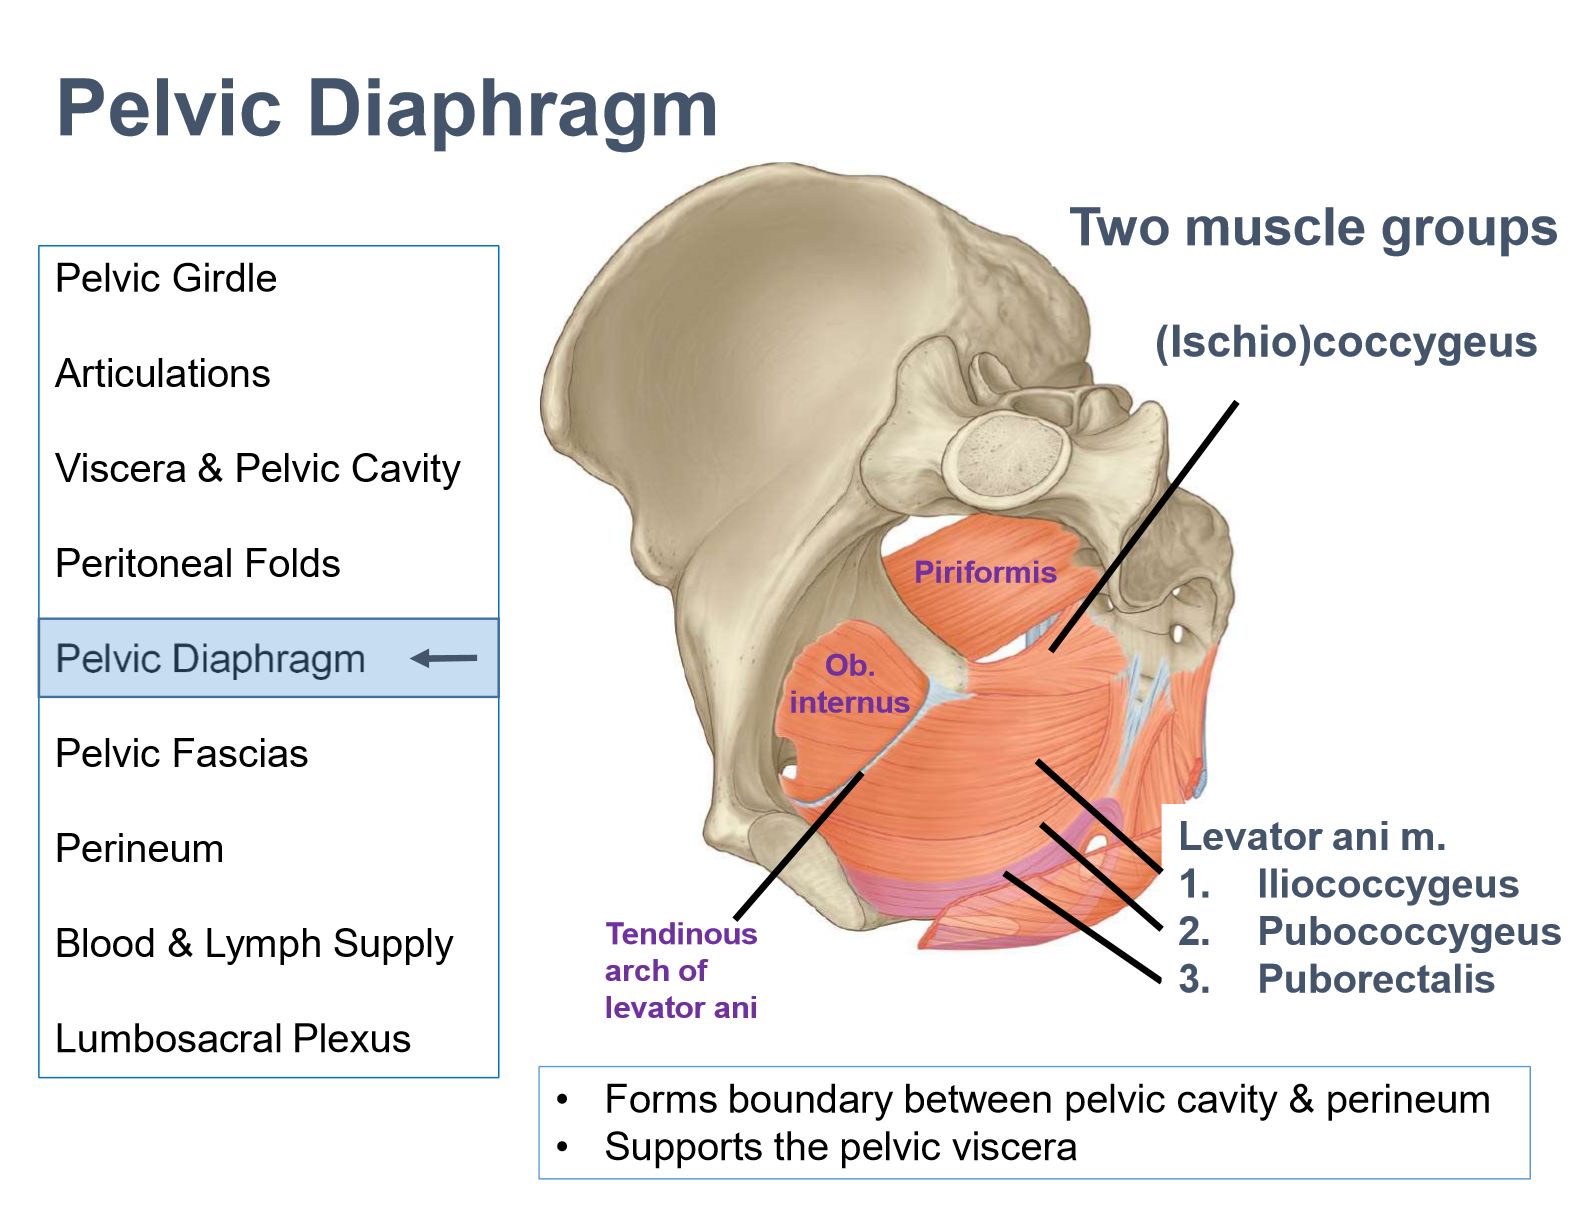 Pelvic Diaphragm
Pelvic Girdle
Articulations
Viscera & Pelvic Cavity
Peritoneal Folds
Pelvic Diaphragm
Pelvic Fascias
Perineum
Blood & Lymph Supply
Lumbosacral Plexus
Two muscle groups
(Ischio)coccygeus
Piriformis
Ob.
internus
Levator ani m.
1. Iliococcygeus
2. Pubococcygeus
3. Puborectalis
Tendinous
arch of
levator ani
• Forms boundary between pelvic cavity & perineum
• Supports the pelvic viscera